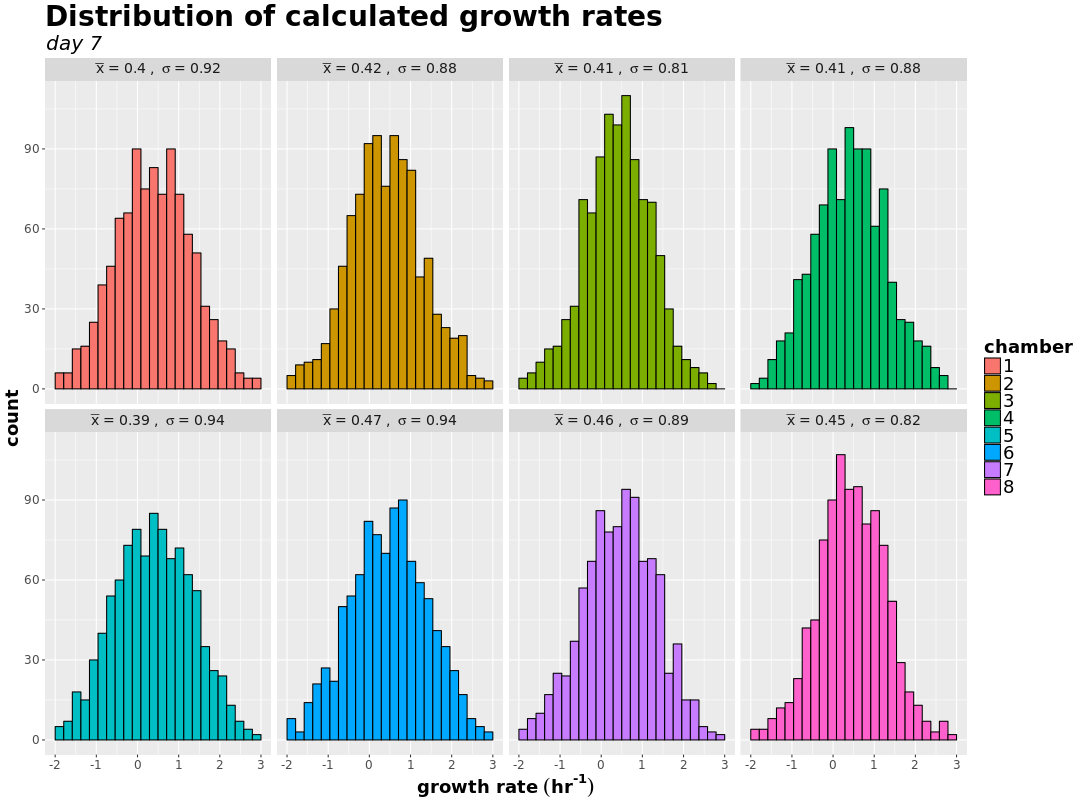 Distribution of calculated growth rates
day 7
x̅ = 0.4 , σ = 0.92
x̅ = 0.42 , σ = 0.88
x̅ = 0.41 , σ = 0.81
x̅ = 0.41 , σ = 0.88
90
60
30
0
count
x̅ = 0.39 , σ = 0.94
x̅ = 0.47 , σ = 0.94
x̅ = 0.46 , σ = 0.89
x̅ = 0.45 , σ = 0.82
90
60
30
0
-2 -1 0 1 2 3
-2 -1 0 1 2 3
-2 -1 0 1 2 3
-2 -1 0 1 2 3
growth rate (hr⁻¹)
chamber
1
2
3
4
5
6
7
8